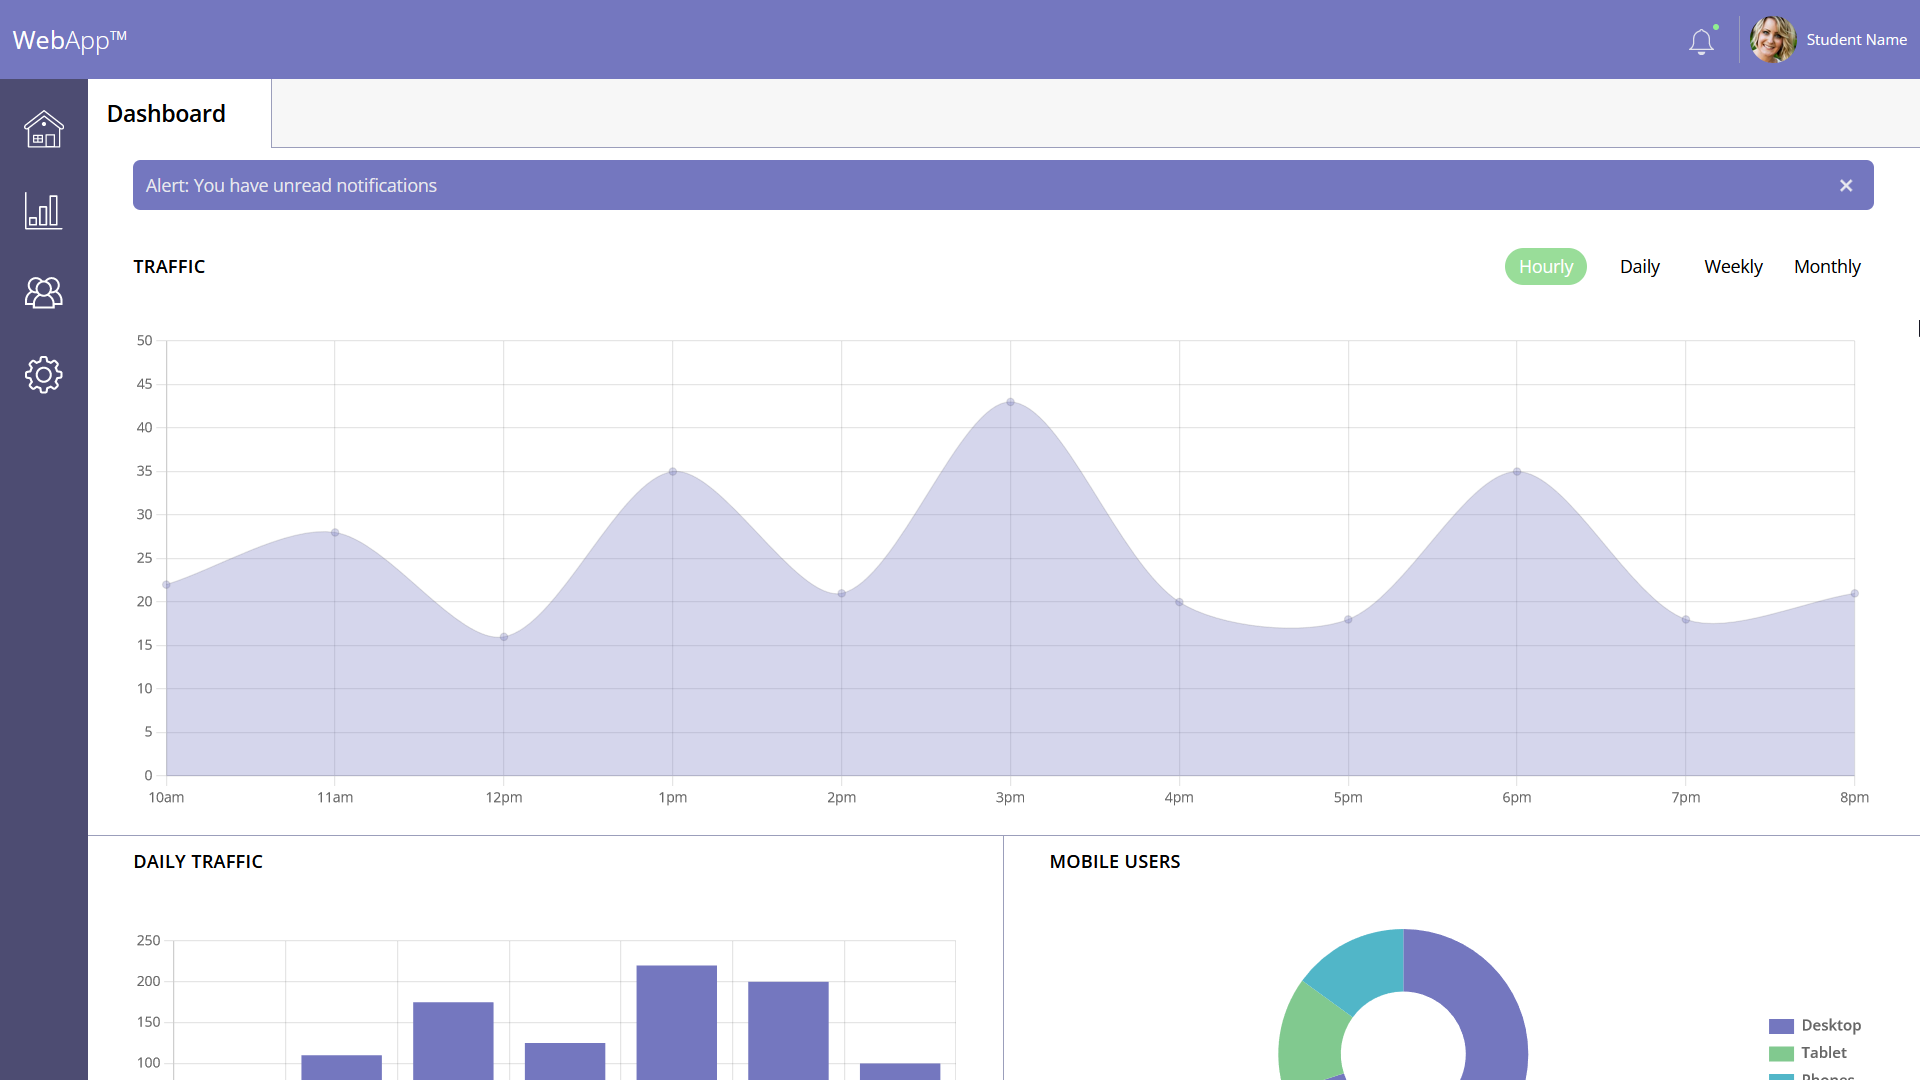 WebApp™
Student Name
Dashboard
Alert: You have unread notifications
×
TRAFFIC
Hourly Daily Weekly Monthly
50
45
40
35
30
25
20
15
10
5
0
10am 11am 12pm 1pm 2pm 3pm 4pm 5pm 6pm 7pm 8pm
DAILY TRAFFIC
250
200
150
100
MOBILE USERS
Desktop
Tablet
Phones